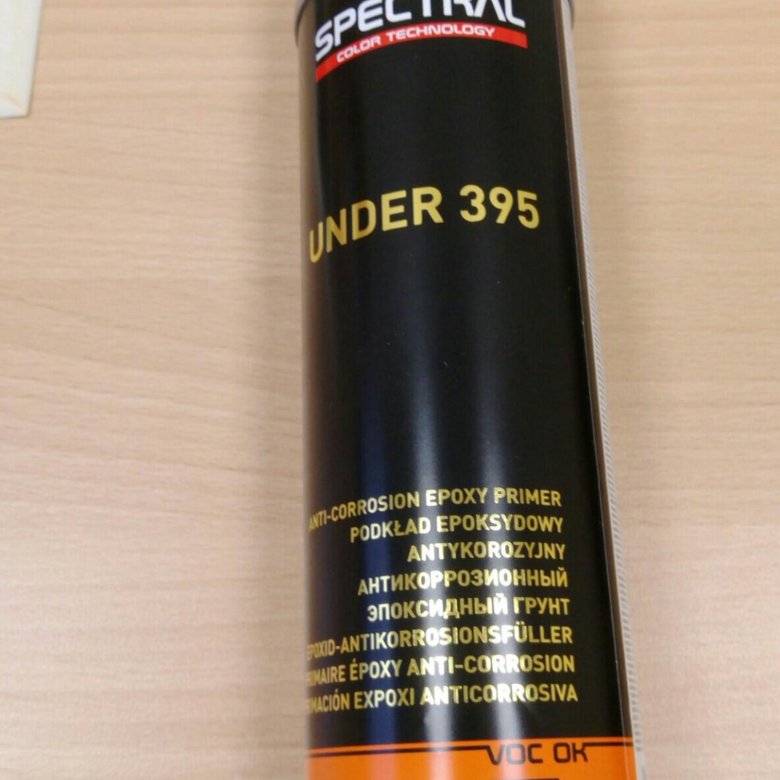 SPECTRAL
COLOR TECHNOLOGY
UNDER 395
ANTI-CORROSION EPOXY PRIMER
PODKŁAD EPOKSYDOWY
ANTYKOROZYJNY
АНТИКОРРОЗИОННЫЙ
ЭПОКСИДНЫЙ ГРУНТ
EPOXID-ANTIKORROSIONSFÜLLER
PRIMAIRE ÉPOXY ANTI-CORROSION
IMPRIMACIÓN EXPOXI ANTICORROSIVA
VOC OK